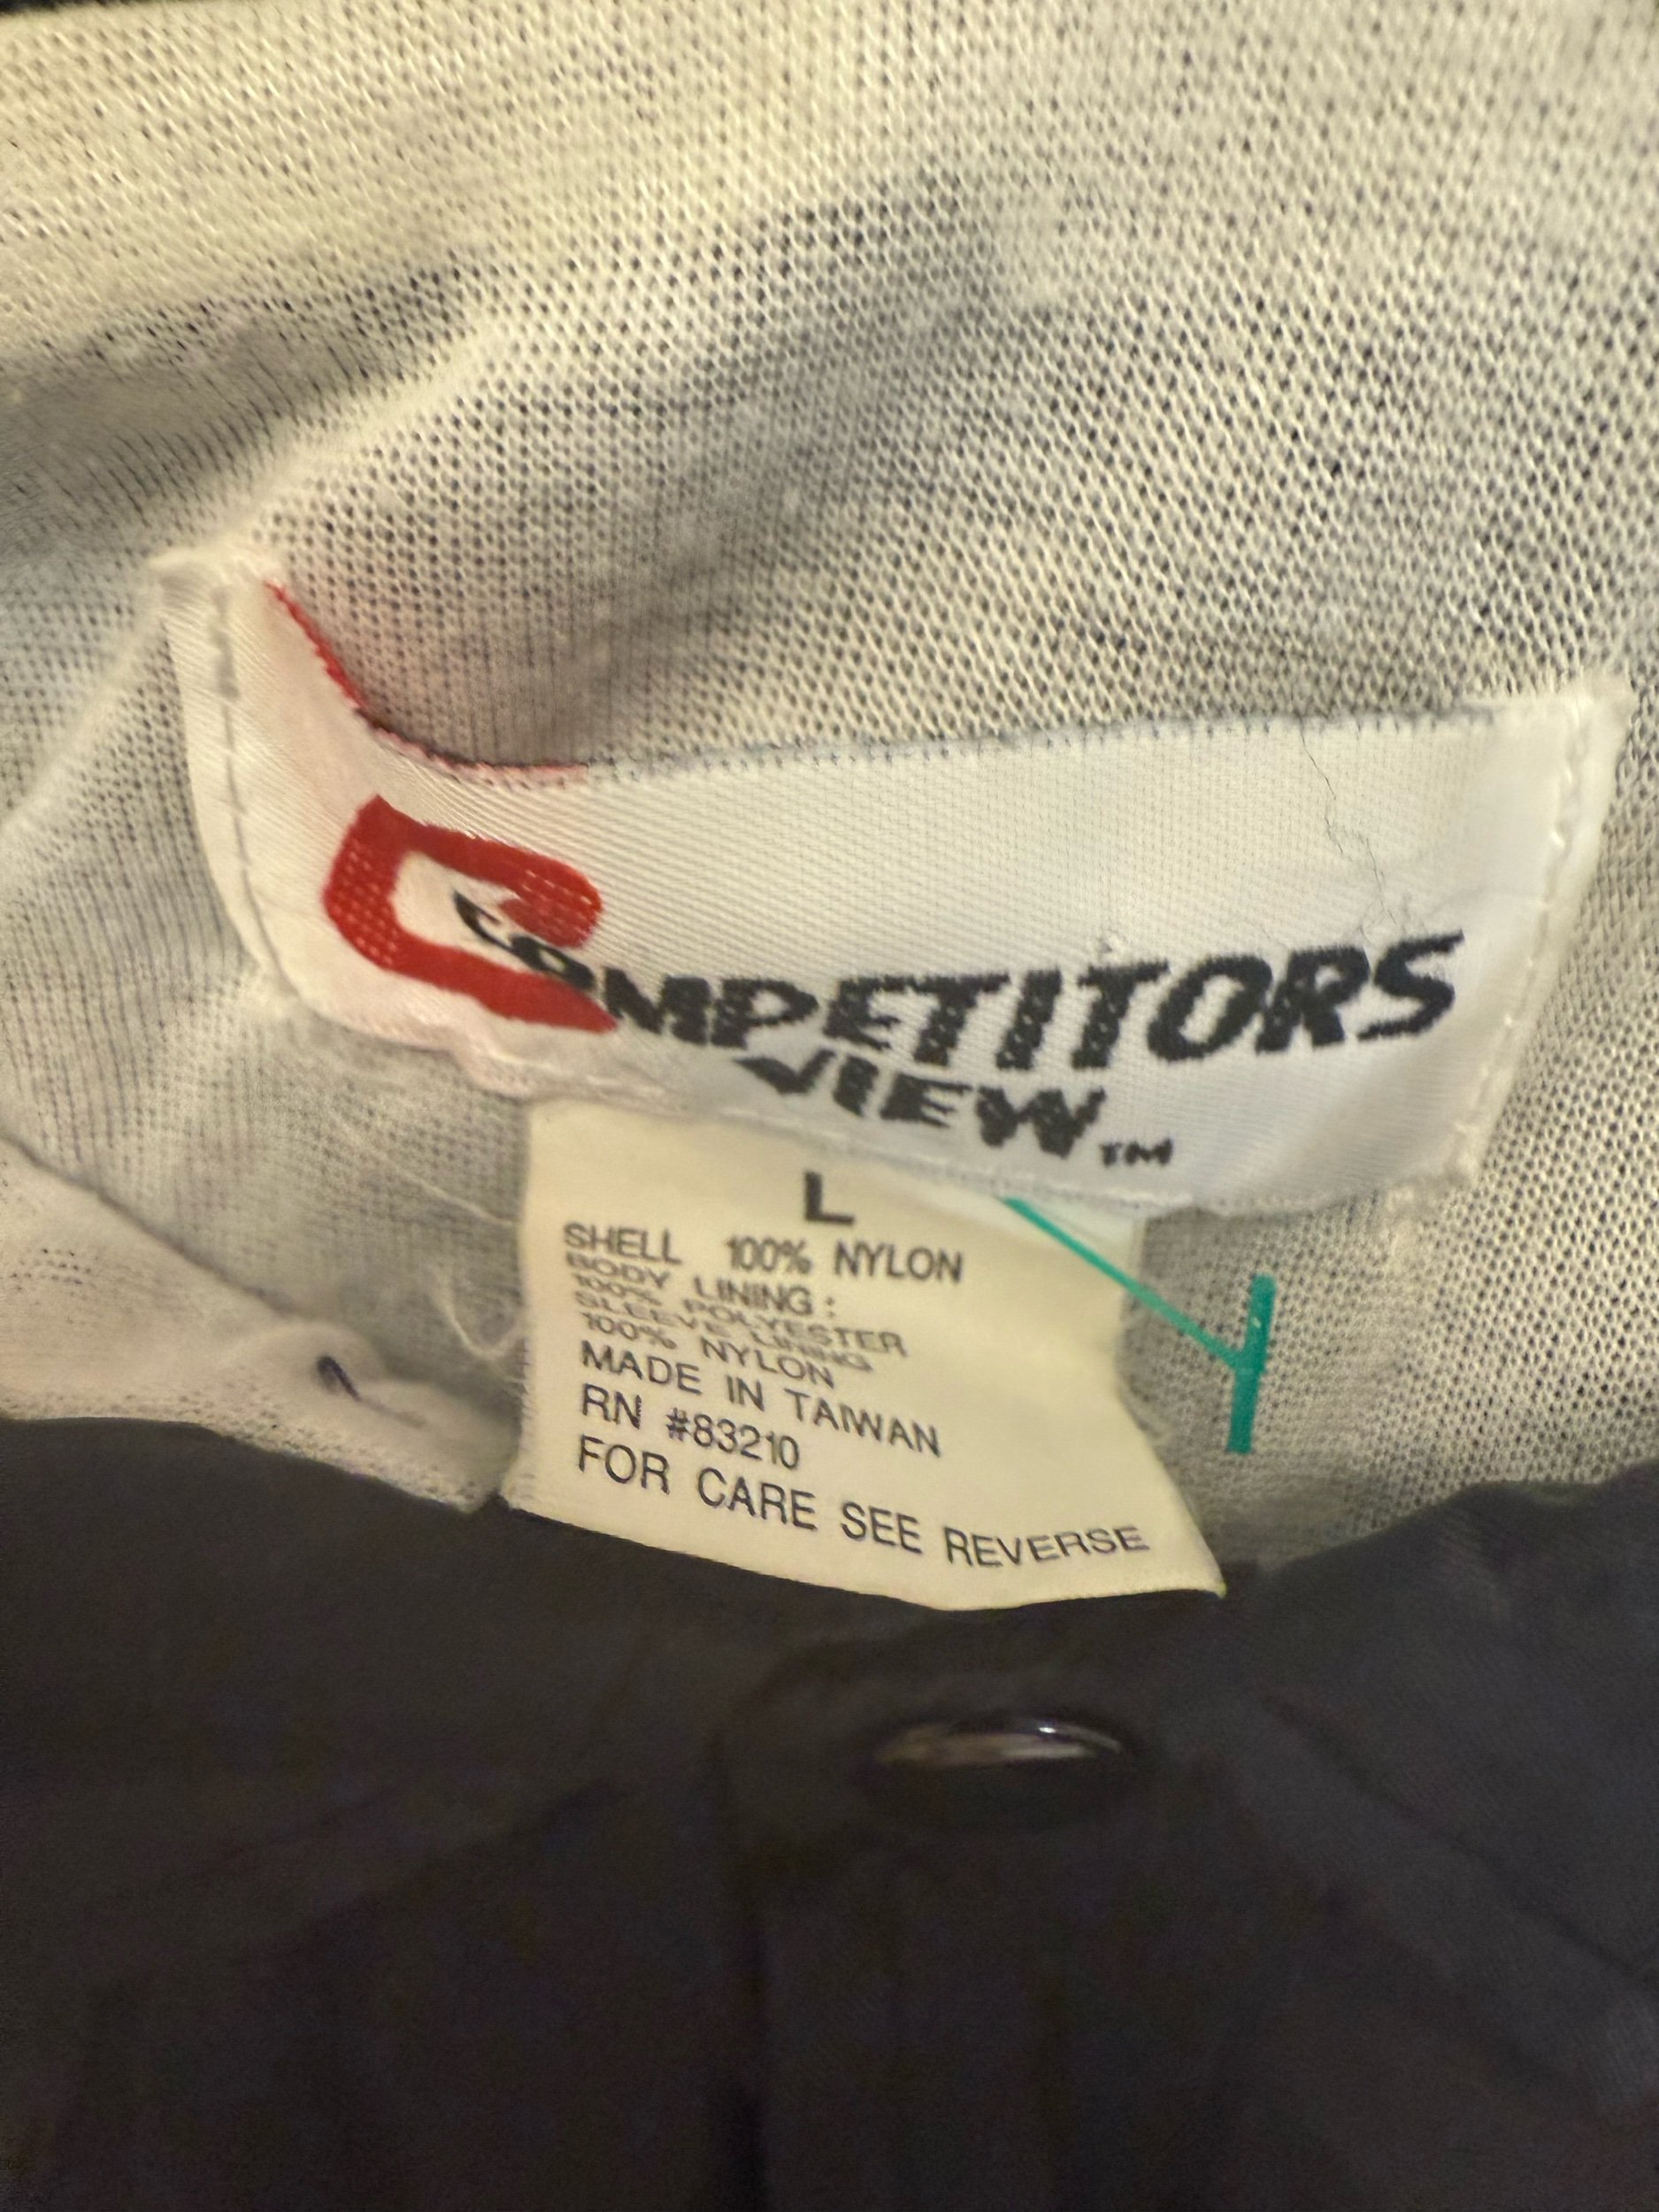 COMPETITORS
VIEW™
L
SHELL 100% NYLON
BODY LINING:
100% POLYESTER
SLEEVE LINING
100% NYLON
MADE IN TAIWAN
RN #83210
FOR CARE SEE REVERSE